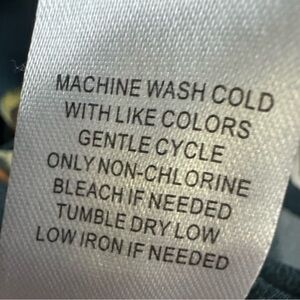 MACHINE WASH COLD
WITH LIKE COLORS
GENTLE CYCLE
ONLY NON-CHLORINE
BLEACH IF NEEDED
TUMBLE DRY LOW
LOW IRON IF NEEDED